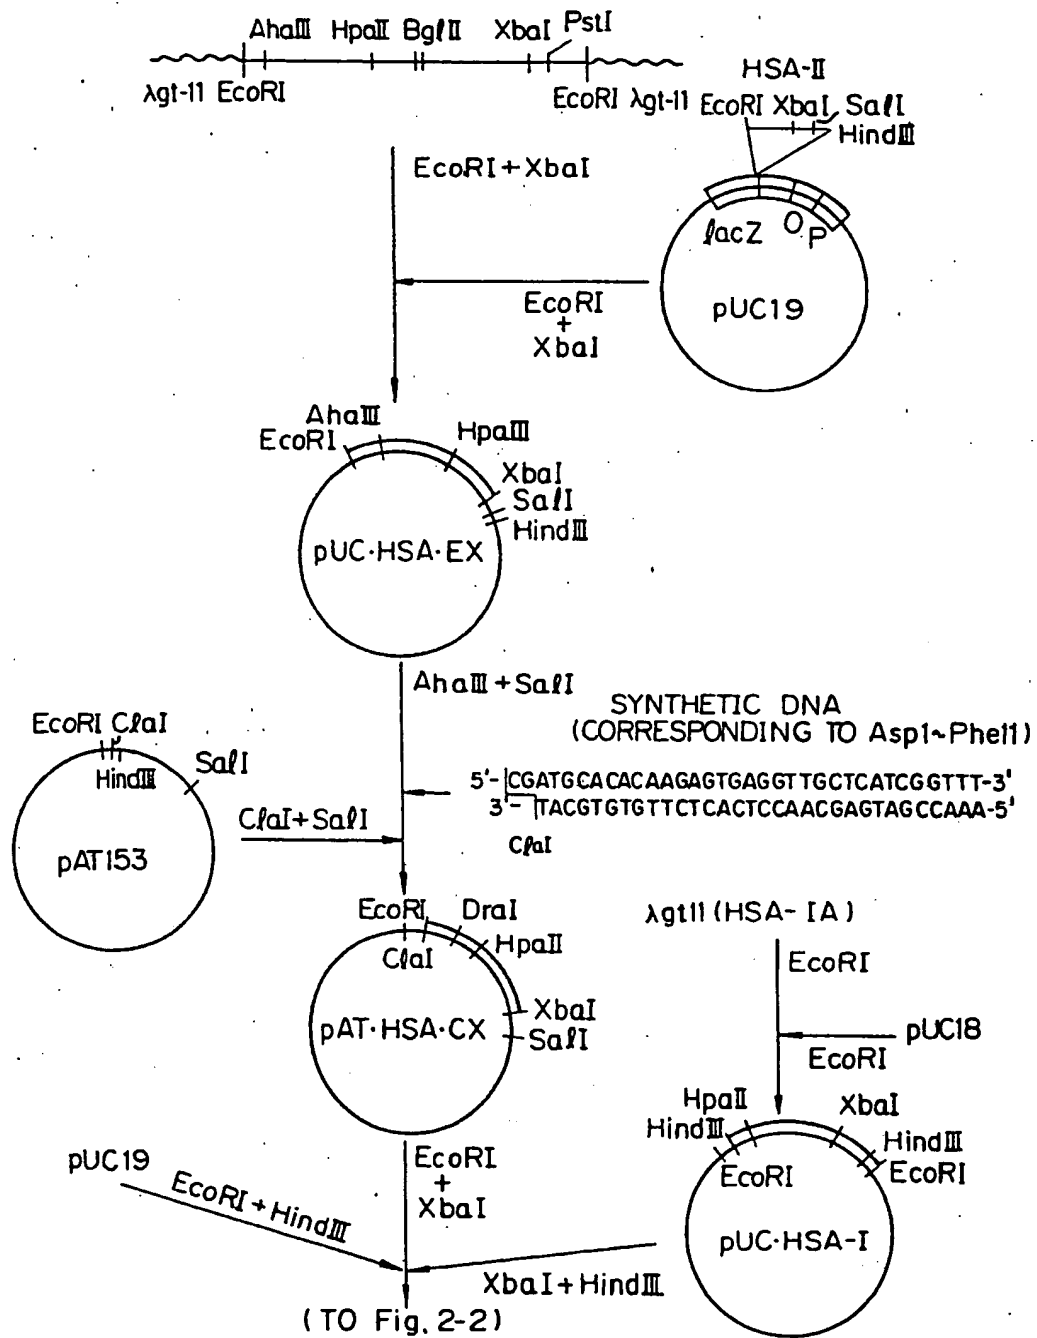 AhaIII HpaII BglII XbaI PstI
λgt-11 EcoRI EcoRI λgt-11
HSA-II
EcoRI XbaI SalI
HindIII
EcoRI+XbaI
lacZ O P
pUC19
EcoRI
+
XbaI
AhaIII
EcoRI
HpaIII
XbaI
SalI
HindIII
pUC·HSA·EX
AhaIII+SalI
SYNTHETIC DNA
(CORRESPONDING TO Asp1~Phe11)
5'-CGATGCACACAAGAGTGAGGTTGCTCATCGGTTT-3'
3'-TACGTGTGTTCTCACTCCAACGAGTAGCCAAA-5'
ClaI
EcoRI ClaI
HindIII
SalI
pAT153
ClaI+SalI
EcoRI DraI
HpaII
ClaI
XbaI
SalI
pAT·HSA·CX
λgt11(HSA-IA)
EcoRI
pUC18
EcoRI
HpaII XbaI
HindIII HindIII
EcoRI EcoRI
pUC·HSA-I
pUC19
EcoRI+HindIII
EcoRI
+
XbaI
XbaI+HindIII
(TO Fig. 2-2)